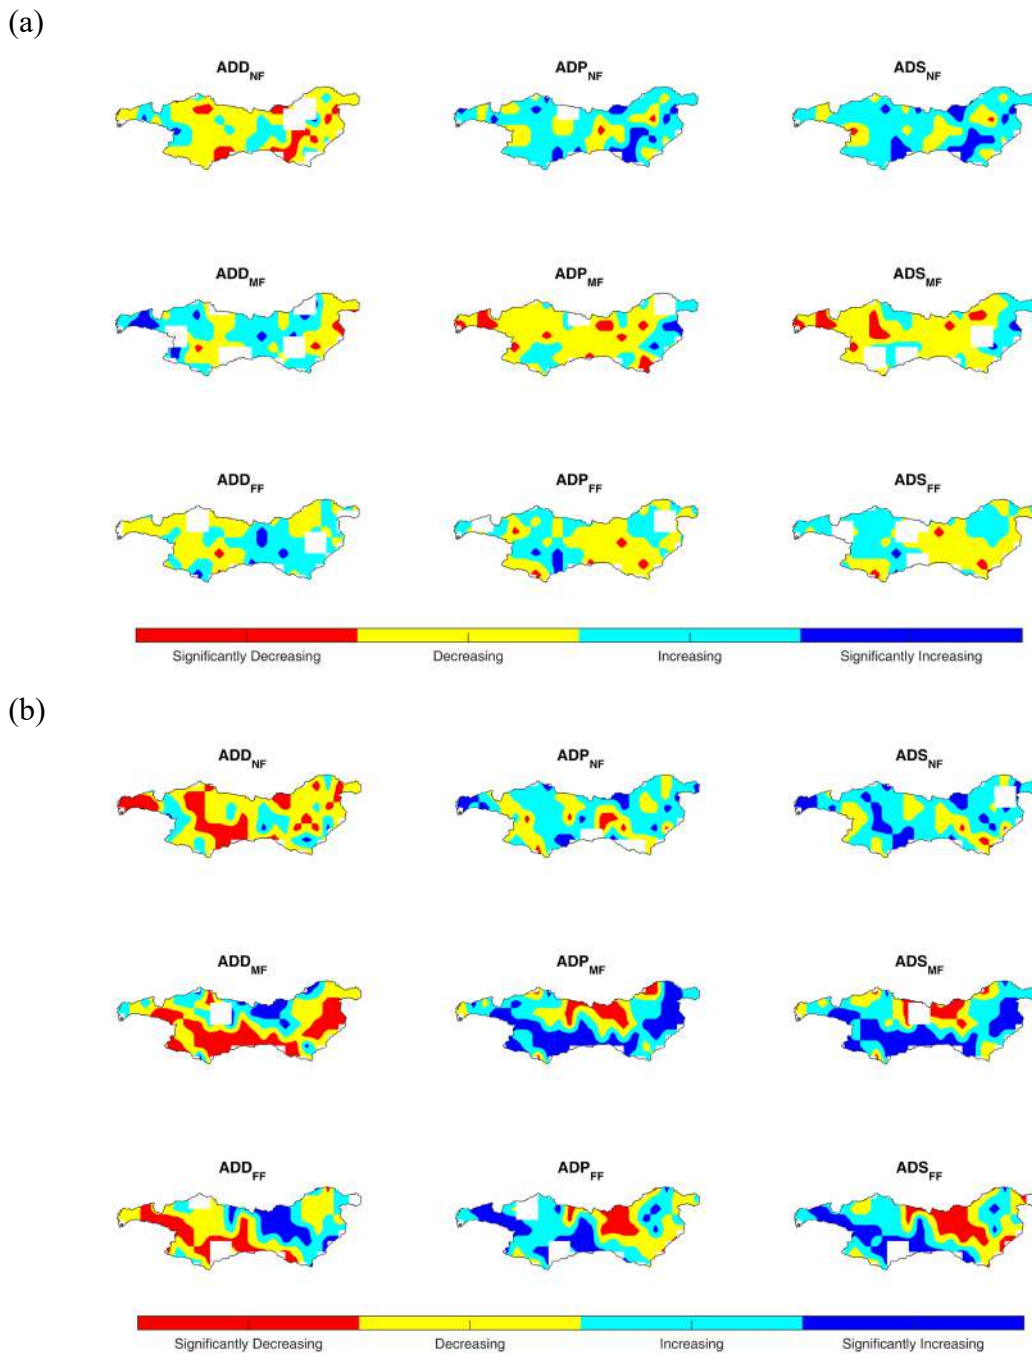 (a)
ADD_NF ADP_NF ADS_NF
ADD_MF ADP_MF ADS_MF
ADD_FF ADP_FF ADS_FF
Significantly Decreasing Decreasing Increasing Significantly Increasing
(b)
ADD_NF ADP_NF ADS_NF
ADD_MF ADP_MF ADS_MF
ADD_FF ADP_FF ADS_FF
Significantly Decreasing Decreasing Increasing Significantly Increasing